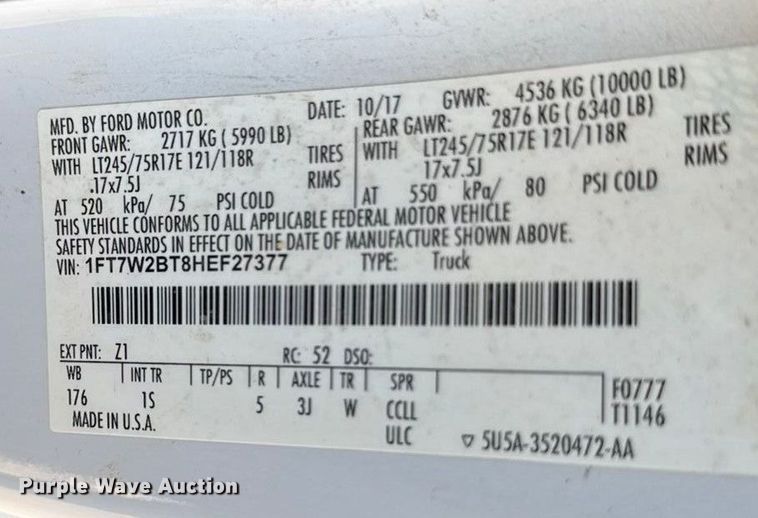 MFD. BY FORD MOTOR CO. DATE: 10/17 GVWR: 4536 KG (10000 LB)
FRONT GAWR: 2717 KG ( 5990 LB) REAR GAWR: 2876 KG ( 6340 LB)
WITH LT245/75R17E 121/118R TIRES WITH LT245/75R17E 121/118R TIRES
17x7.5J RIMS 17x7.5J RIMS
AT 520 kPa/ 75 PSI COLD AT 550 kPa/ 80 PSI COLD
THIS VEHICLE CONFORMS TO ALL APPLICABLE FEDERAL MOTOR VEHICLE
SAFETY STANDARDS IN EFFECT ON THE DATE OF MANUFACTURE SHOWN ABOVE.
VIN: 1FT7W2BT8HEF27377 TYPE: Truck
EXT PNT: Z1 RC: 52 DSO:
WB INT TR TP/PS R AXLE TR SPR F0777
176 1S 5 3J W CCLL T1146
MADE IN U.S.A. ULC 5U5A-3520472-AA
Purple Wave Auction